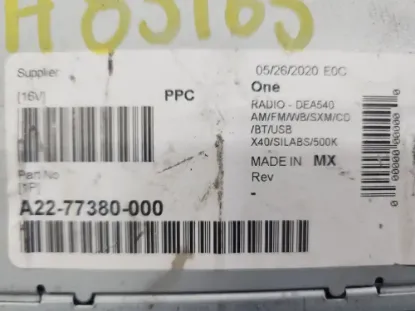 Supplier
[16V]
PPC
05/26/2020 E0C
One
RADIO - DEA540
AM/FM/WB/SXM/CD
/BT/USB
X40/SILABS/500K
MADE IN MX
Rev
-
Part No
[1P]
A22-77380-000